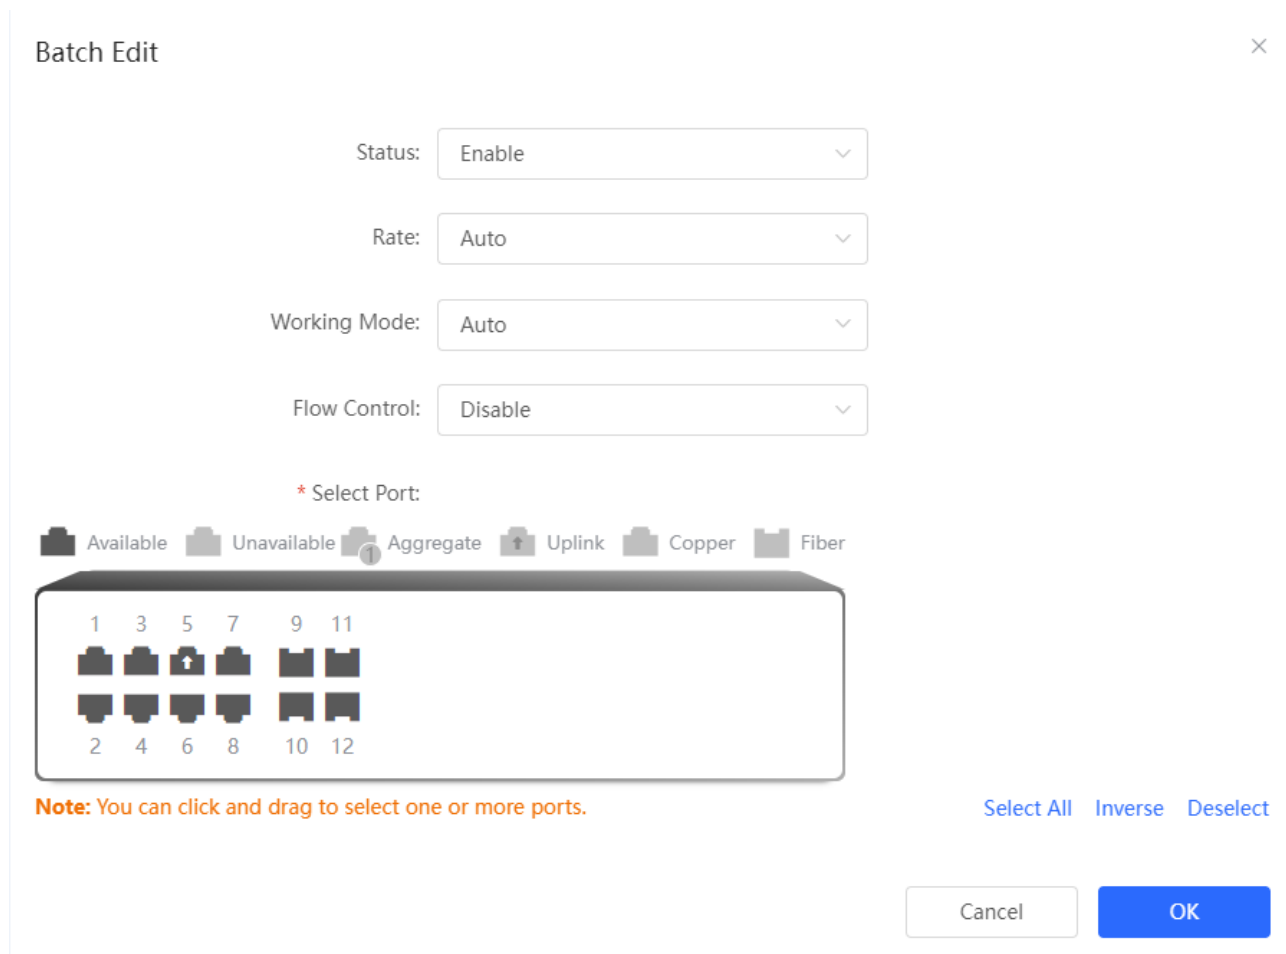 Batch Edit
Status: Enable
Rate: Auto
Working Mode: Auto
Flow Control: Disable
* Select Port:
Available Unavailable 1 Aggregate Uplink Copper Fiber
1 3 5 7 9 11
2 4 6 8 10 12
Note: You can click and drag to select one or more ports.
Select All Inverse Deselect
Cancel OK